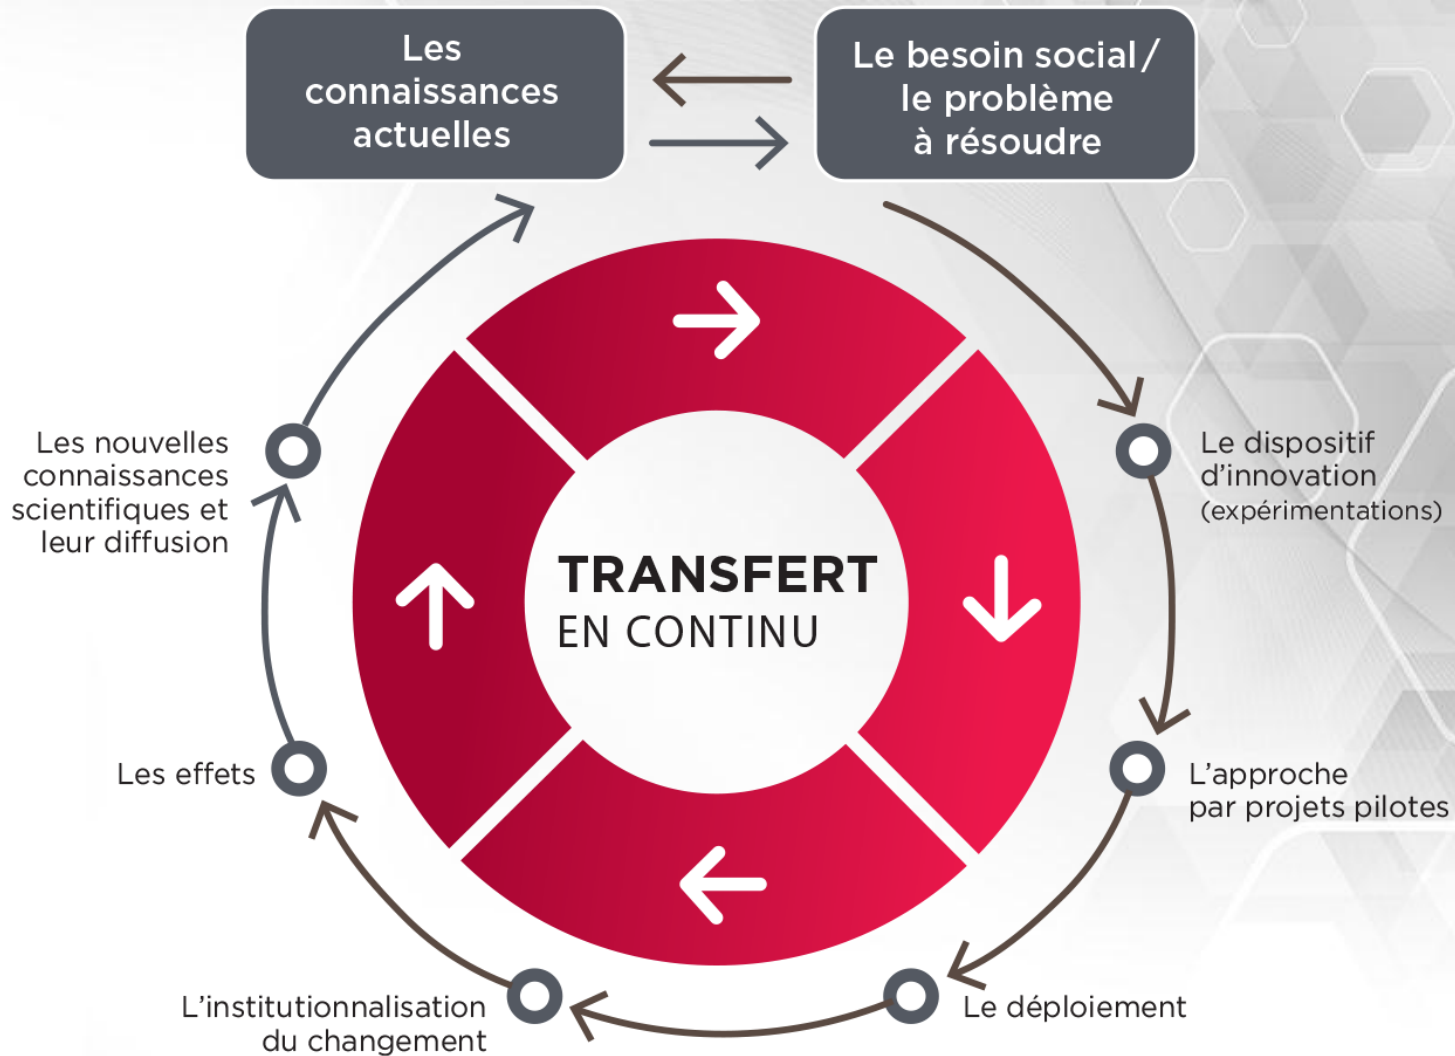 Les
connaissances
actuelles
Le besoin social/
le problème
à résoudre
Le dispositif
d’innovation
(expérimentations)
L’approche
par projets pilotes
Le déploiement
L’institutionnalisation
du changement
Les effets
Les nouvelles
connaissances
scientifiques et
leur diffusion
TRANSFERT
EN CONTINU